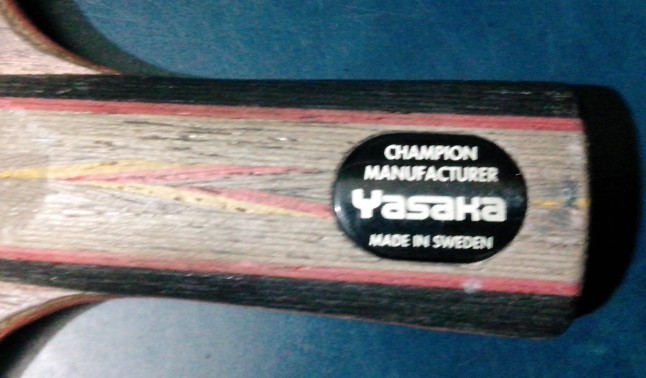 CHAMPION
MANUFACTURER
Yasaka
MADE IN SWEDEN